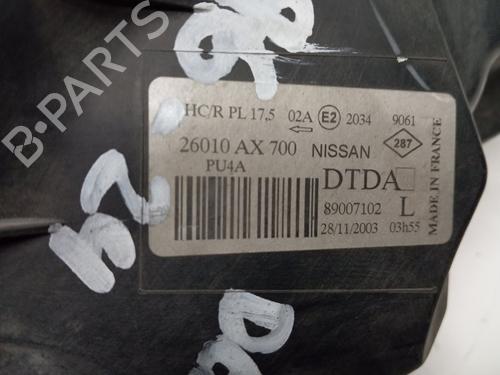 B-PARTS
HC/R PL 17,5 02A E2 2034 9061
26010 AX 700 NISSAN 287
PU4A
DTDA
89007102 L
28/11/2003 03h55
MADE IN FRANCE